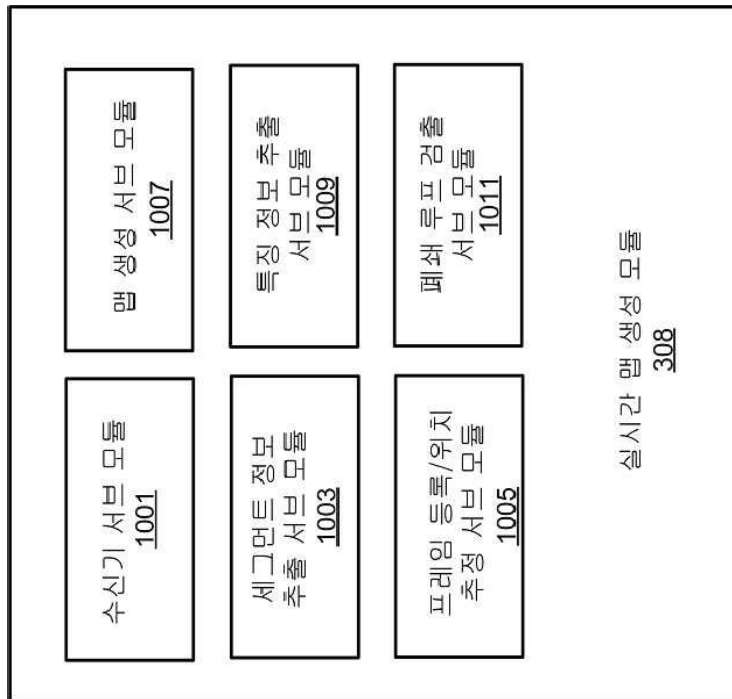 수신기 서브 모듈
1001
맵 생성 서브 모듈
1007
세그먼트 정보
추출 서브 모듈
1003
특징 정보 추출
서브 모듈
1009
프레임 등록/위치
추정 서브 모듈
1005
폐쇄 루프 검출
서브 모듈
1011
실시간 맵 생성 모듈
308